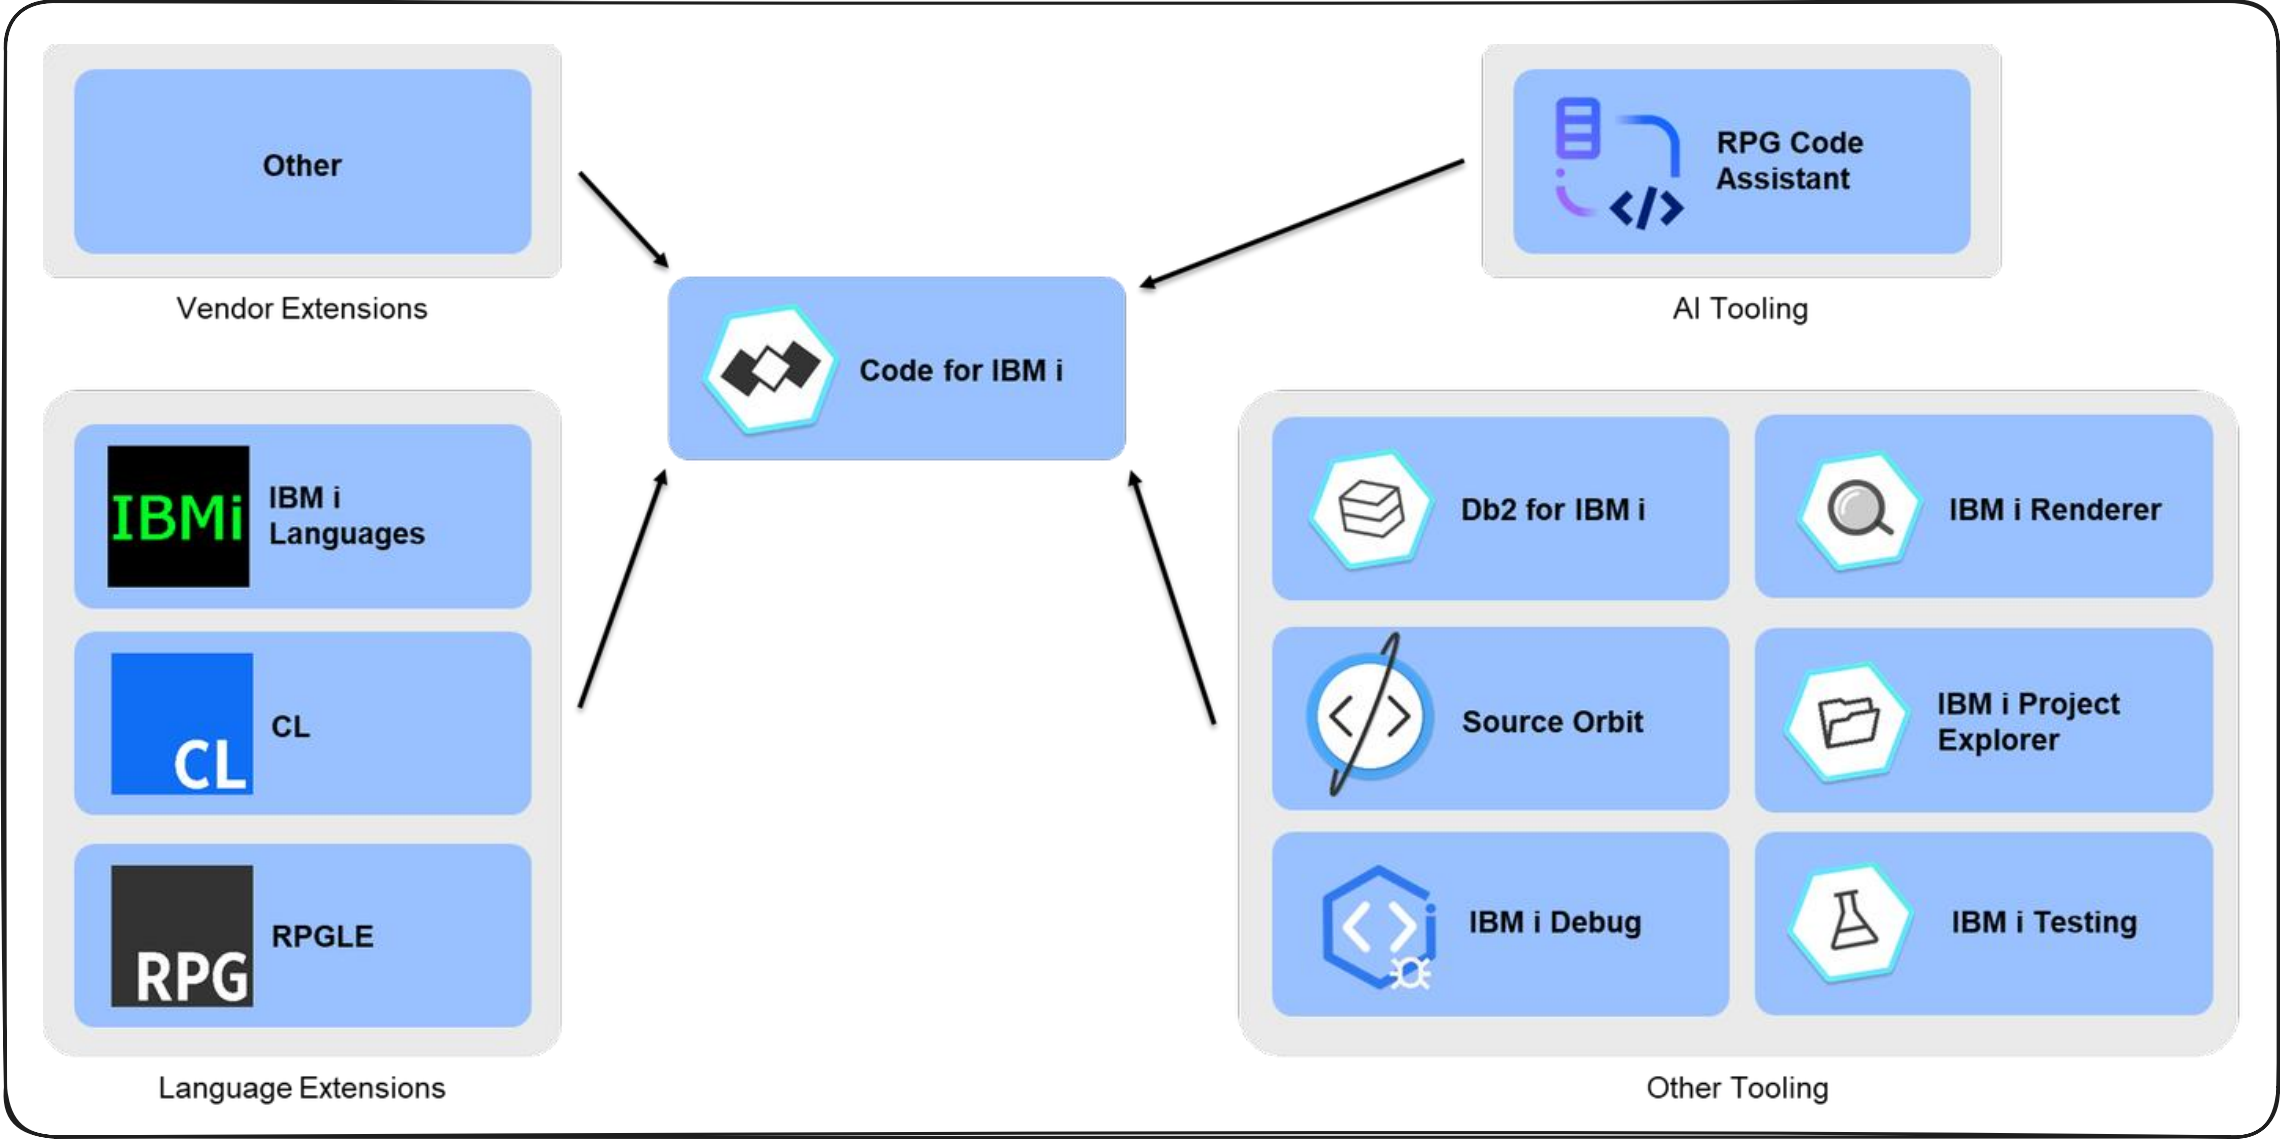 Other
Vendor Extensions
RPG Code
Assistant
AI Tooling
Code for IBM i
IBMi
IBM i
Languages
CL
CL
RPG
RPGLE
Language Extensions
Db2 for IBM i
IBM i Renderer
Source Orbit
IBM i Project
Explorer
IBM i Debug
IBM i Testing
Other Tooling